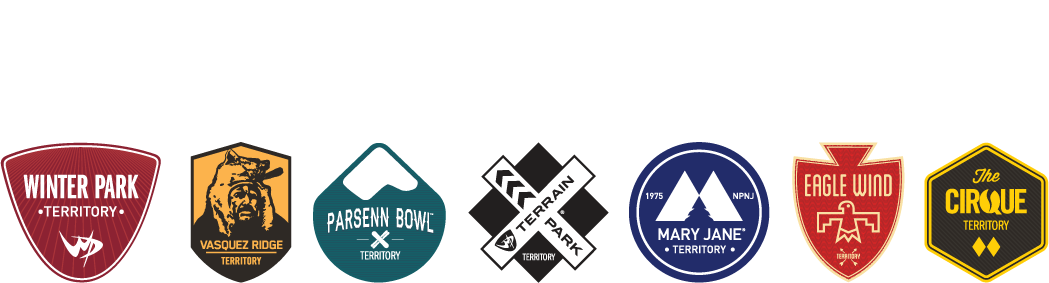 WINTER PARK
•TERRITORY•
VASQUEZ RIDGE
TERRITORY
PARSENN BOWL™
TERRITORY
TERRAIN
PARK®
TERRITORY
1975
NPNJ
MARY JANE®
•TERRITORY•
EAGLE WIND
TERRITORY
The
CIRQUE
TERRITORY